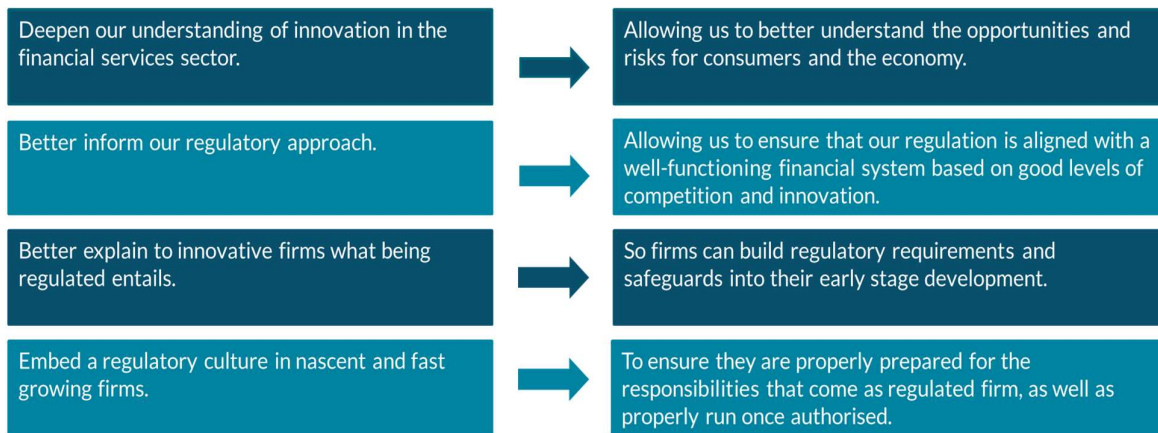 Deepen our understanding of innovation in the
financial services sector.
Allowing us to better understand the opportunities and
risks for consumers and the economy.
Better inform our regulatory approach.
Allowing us to ensure that our regulation is aligned with a
well-functioning financial system based on good levels of
competition and innovation.
Better explain to innovative firms what being
regulated entails.
So firms can build regulatory requirements and
safeguards into their early stage development.
Embed a regulatory culture in nascent and fast
growing firms.
To ensure they are properly prepared for the
responsibilities that come as regulated firm, as well as
properly run once authorised.